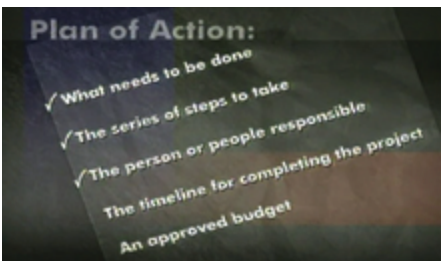 Plan of Action:
✓What needs to be done
✓The series of steps to take
✓The person or people responsible
The timeline for completing the project
An approved budget